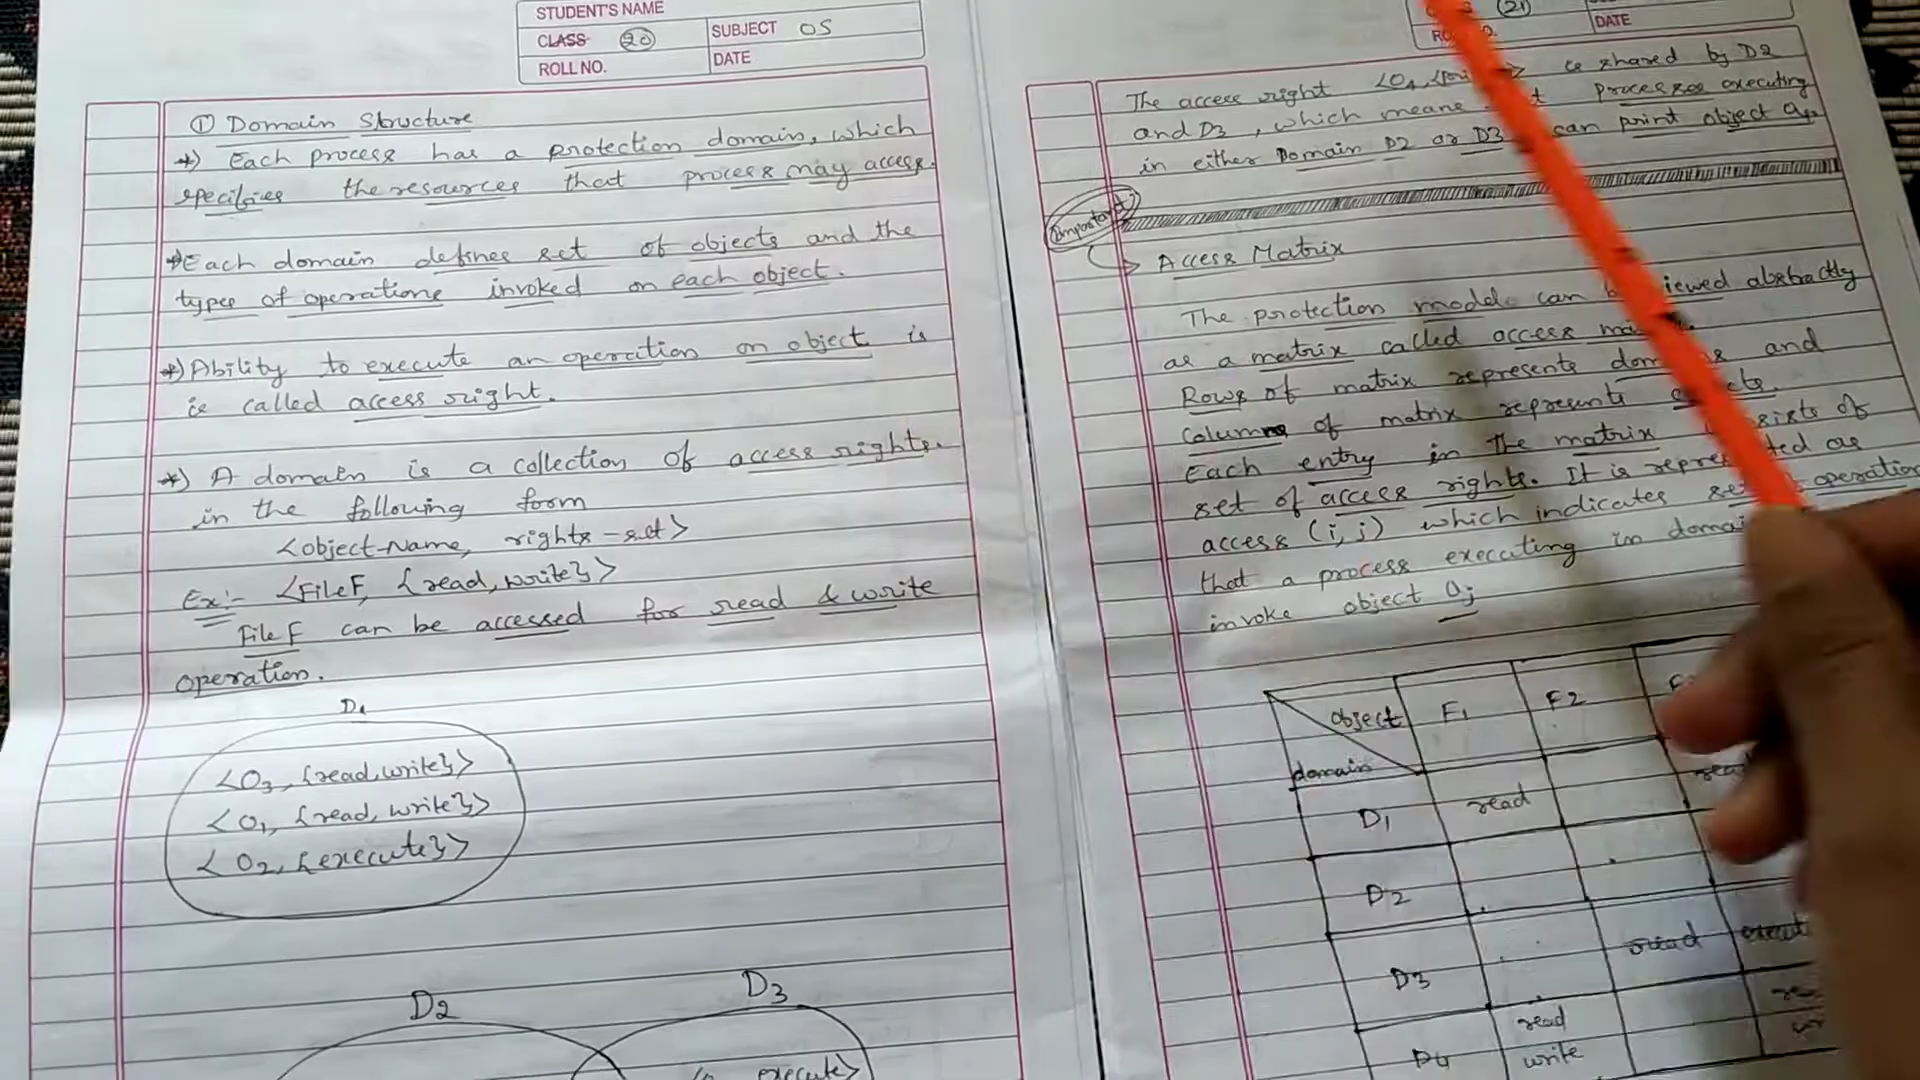 STUDENT'S NAME
CLASS 20 SUBJECT OS
ROLL NO. DATE
① Domain Structure
*) Each process has a protection domain, which
specifies the resources that process may access.
*) Each domain defines set of objects and the
types of operations invoked on each object.
*) Ability to execute an operation on object is
is called access right.
*) A domain is a collection of access rights.
in the following form
<object-Name, rights-set>
Ex:- <FileF, {read, write}>
File F can be accessed for read & write
operation.
D1
<O3, {read, write}>
<O1, {read, write}>
<O2, {execute}>
D2 D3
execute>
21
DATE
The access right <O4, is shared by D2
and D3, which means processes executing
in either Domain D2 or D3 can print object O4.
Important
Access Matrix
The protection model can be viewed abstractly
as a matrix called access
Rows of matrix represents and
columns of matrix represents
Each entry in the matrix of
set of access rights. It is as
access (i, j) which indicates operation
that a process executing in
invoke object Oj
object F1 F2
domain
D1 read read
D2
D3 read
D4 read
write